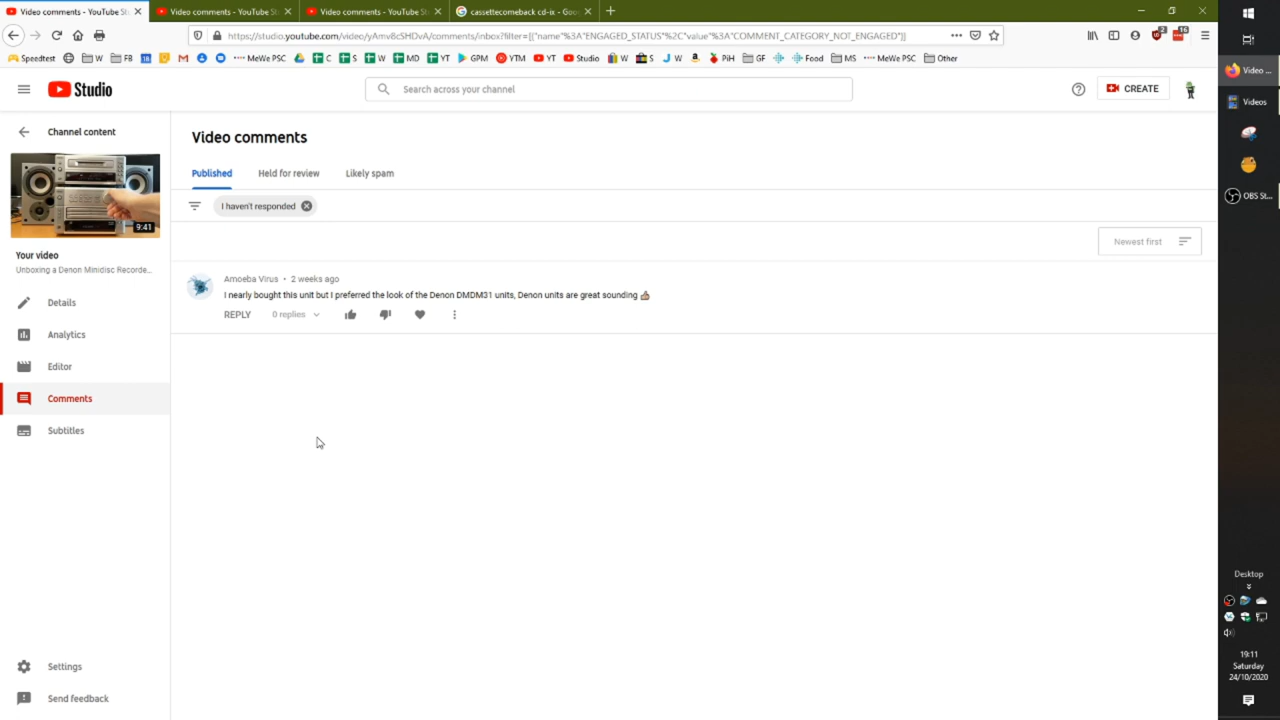 Video comments - YouTube St
Video comments - YouTube St
Video comments - YouTube St
cassettecomeback cd-ix - Goo
https://studio.youtube.com/video/yAmv8cSHDvA/comments/inbox?filter=[{"name"%3A"ENGAGED_STATUS"%2C"value"%3A"COMMENT_CATEGORY_NOT_ENGAGED"}]
Speedtest W FB M MeWe PSC C S W MD YT GPM YTM YT Studio W S W PiH GF Food MS MeWe PSC Other
Studio
Search across your channel
CREATE
Channel content
9:41
Your video
Unboxing a Denon Minidisc Recorde...
Details
Analytics
Editor
Comments
Subtitles
Settings
Send feedback
Video comments
Published Held for review Likely spam
I haven't responded
Newest first
Amoeba Virus • 2 weeks ago
I nearly bought this unit but I preferred the look of the Denon DMDM31 units, Denon units are great sounding 👍
REPLY 0 replies
Video ...
Videos
OBS St...
Desktop
19:11
Saturday
24/10/2020